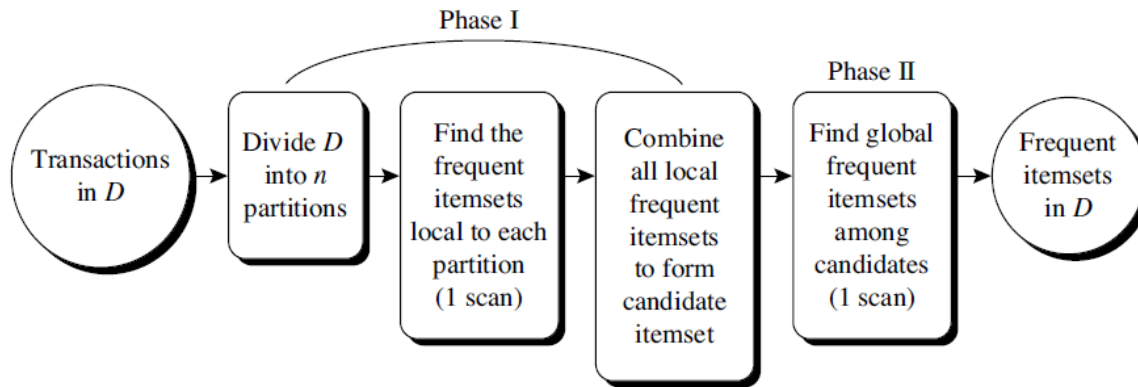 Phase I
Transactions
in D
Divide D
into n
partitions
Find the
frequent
itemsets
local to each
partition
(1 scan)
Combine
all local
frequent
itemsets
to form
candidate
itemset
Phase II
Find global
frequent
itemsets
among
candidates
(1 scan)
Frequent
itemsets
in D